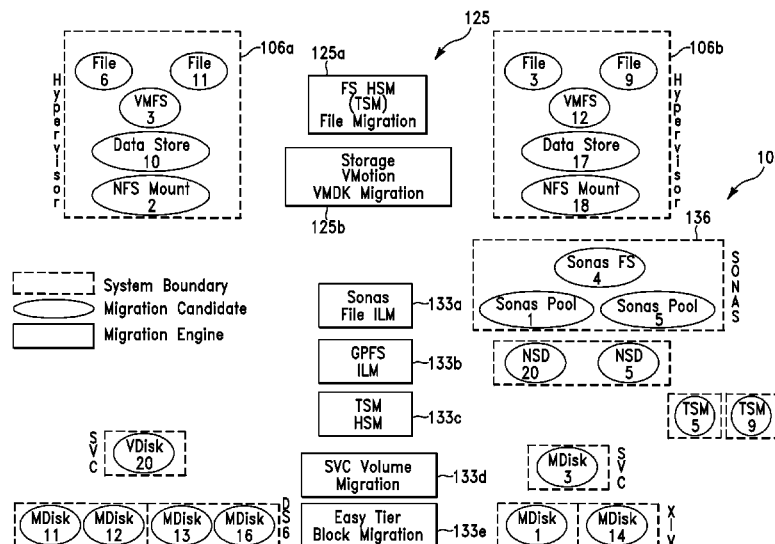 106a
125a
125
106b
Hypervisor
File 6
File 11
VMFS 3
Data Store 10
NFS Mount 2
FS HSM
(TSM)
File Migration
Storage
VMotion
VMDK Migration
125b
File 3
File 9
VMFS 12
Data Store 17
NFS Mount 18
Hypervisor
10
136
Sonas FS 4
Sonas Pool 1
Sonas Pool 5
SONAS
System Boundary
Migration Candidate
Migration Engine
Sonas
File ILM
133a
GPFS
ILM
133b
NSD 20
NSD 5
TSM
HSM
133c
TSM 5
TSM 9
SVC
VDisk 20
SVC Volume
Migration
133d
MDisk 3
SVC
MDisk 11
MDisk 12
MDisk 13
MDisk 16
Easy Tier
Block Migration
133e
MDisk 1
MDisk 14